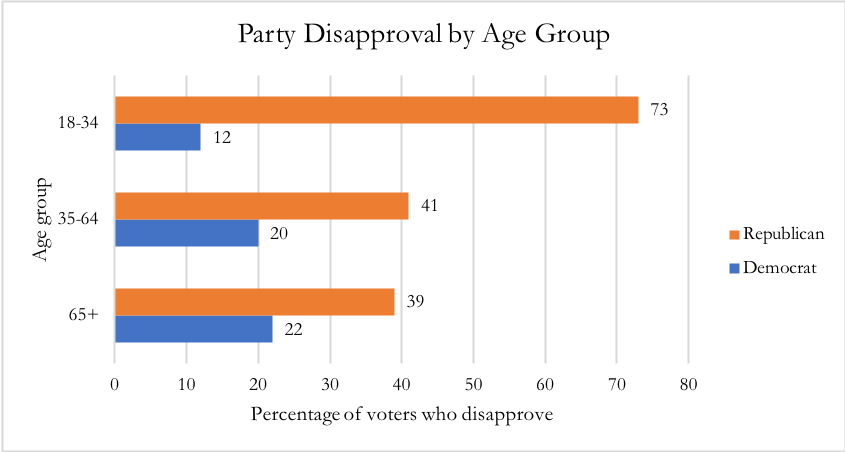 Party Disapproval by Age Group
Age group
18-34
73
12
35-64
41
20
65+
39
22
0 10 20 30 40 50 60 70 80
Percentage of voters who disapprove
Republican
Democrat